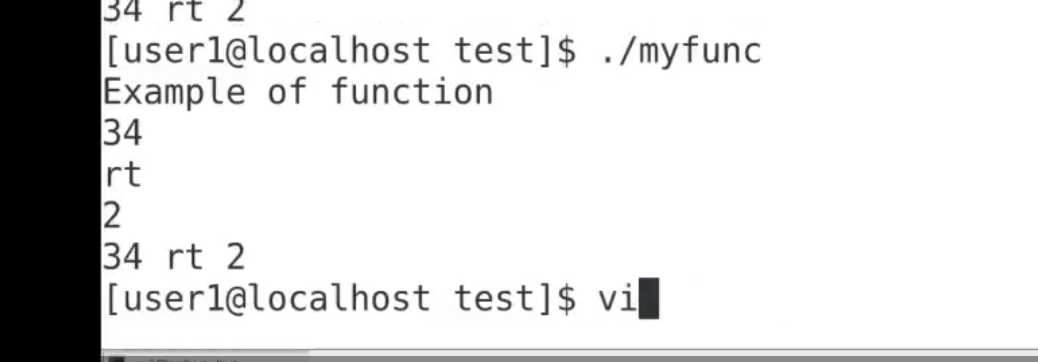 34 rt 2
[user1@localhost test]$ ./myfunc
Example of function
34
rt
2
34 rt 2
[user1@localhost test]$ vi